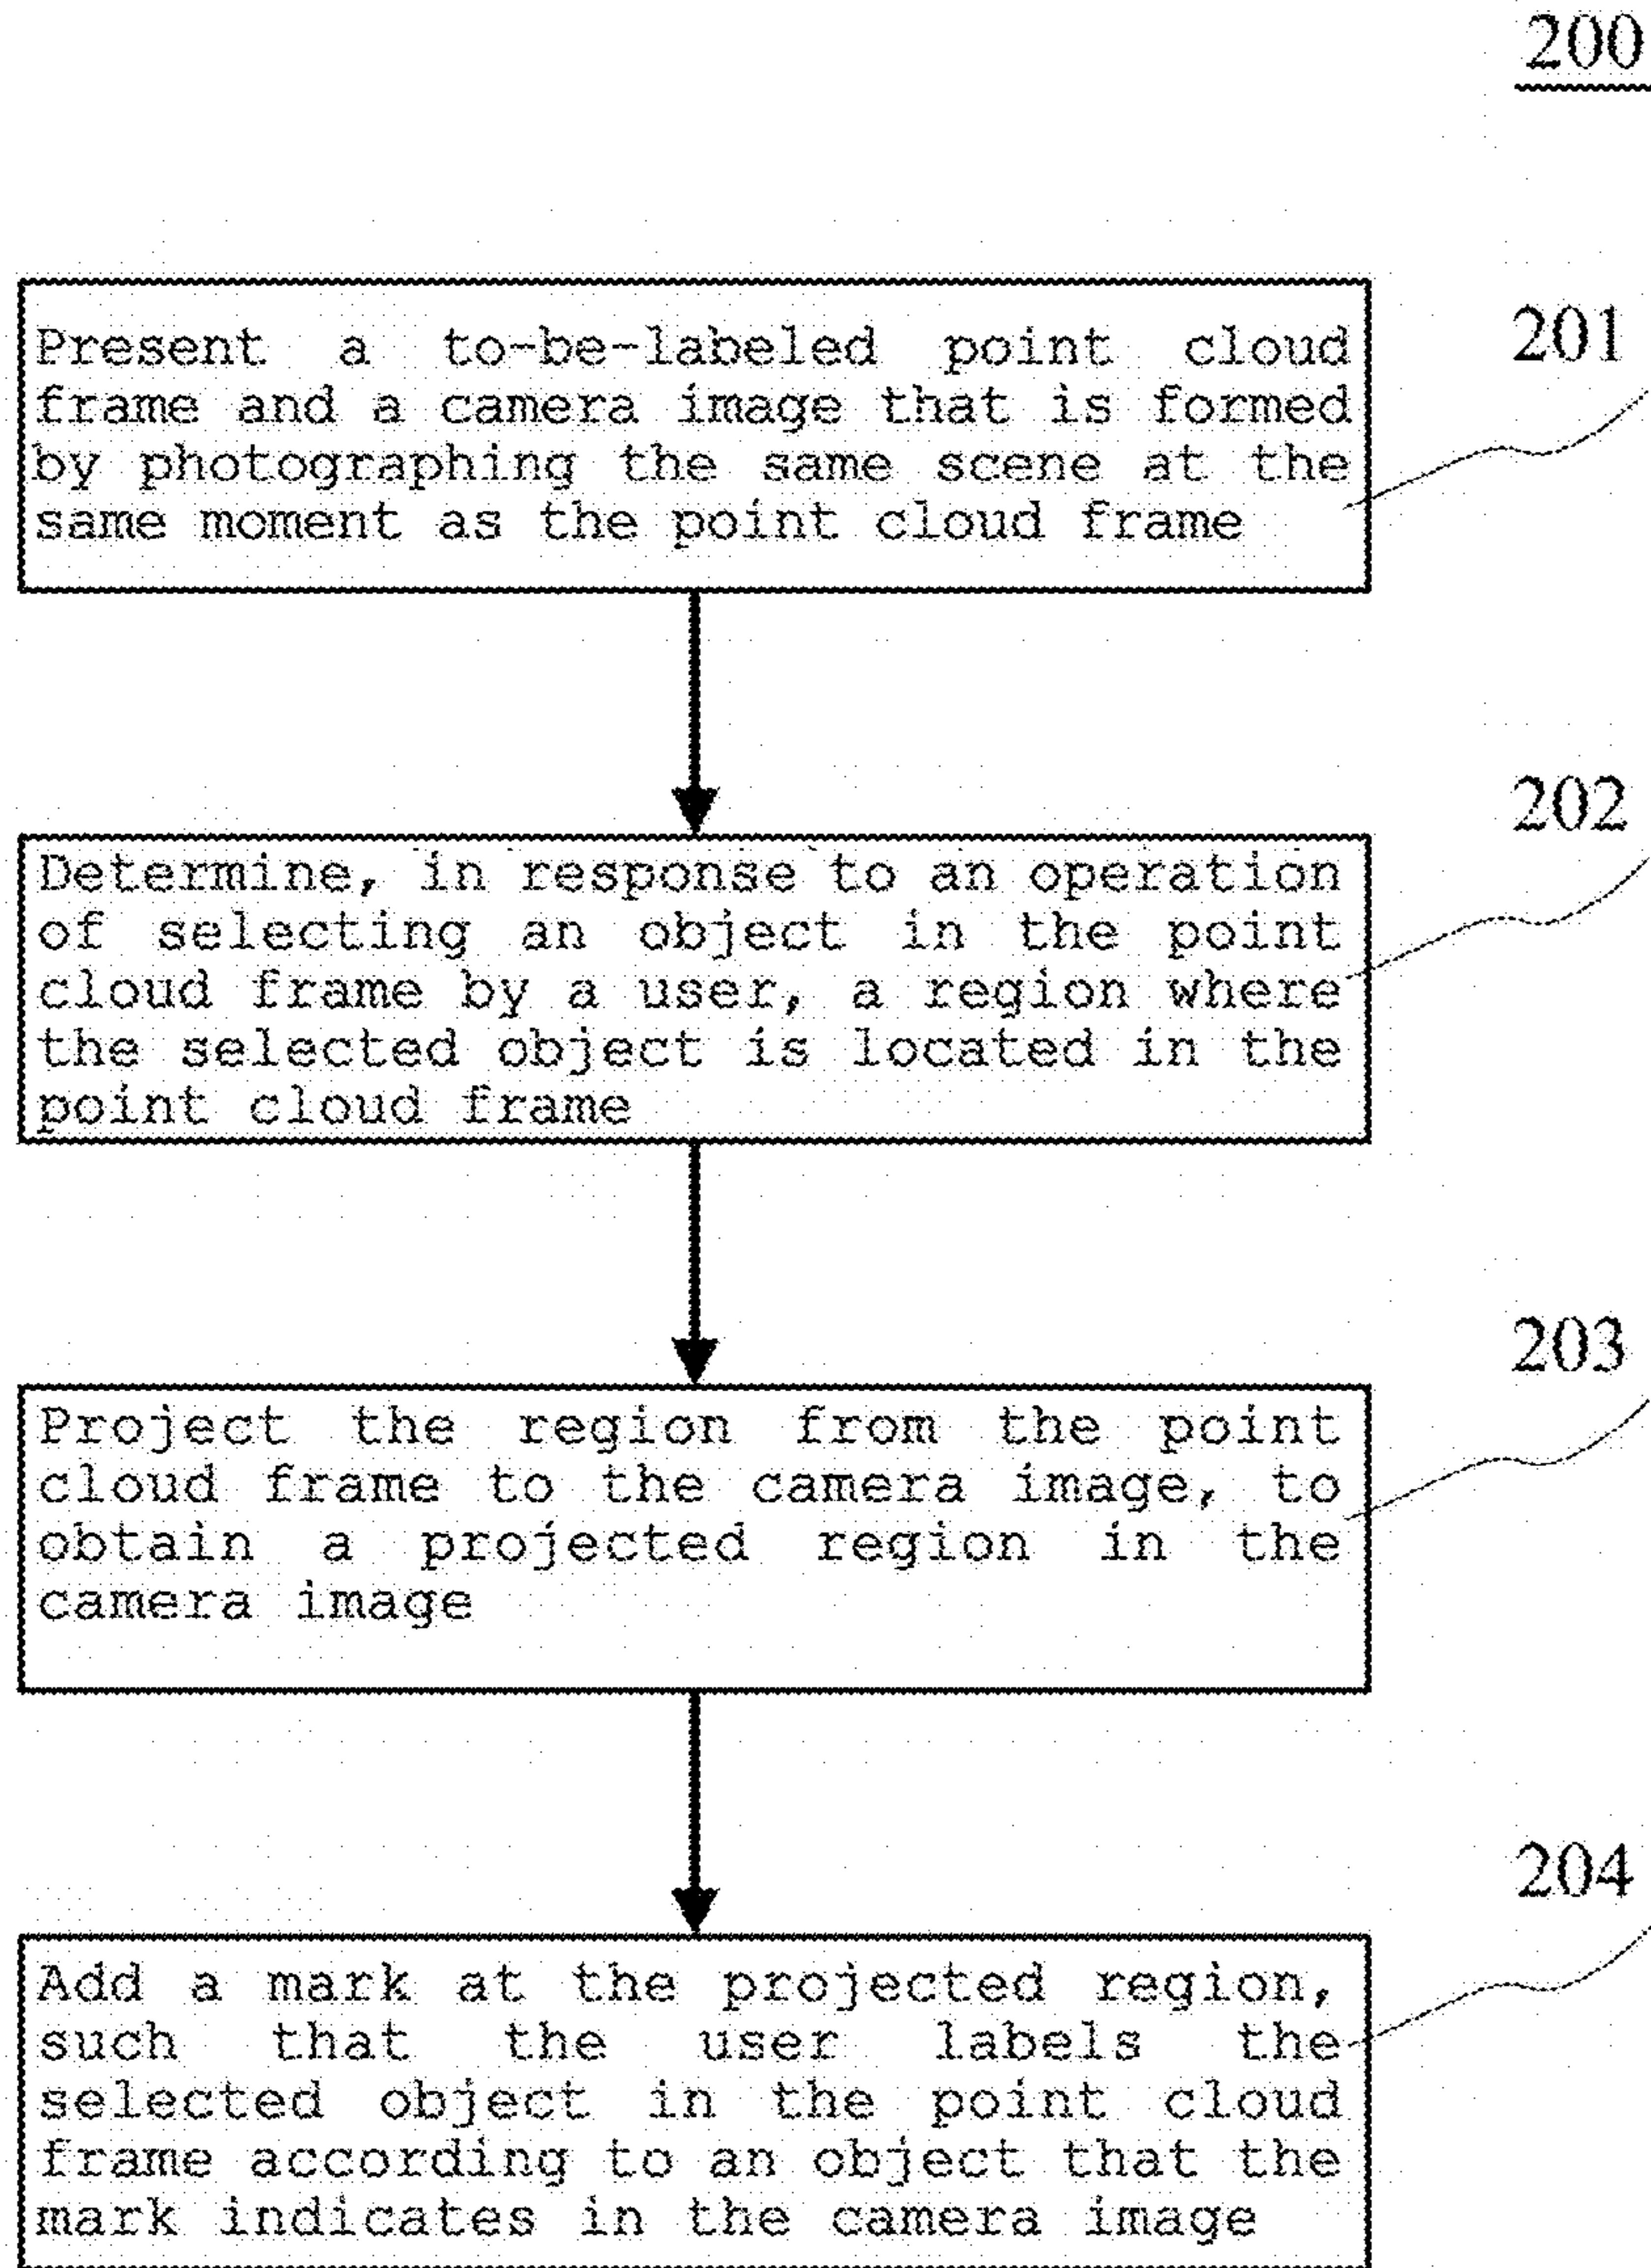 200
Present a to-be-labeled point cloud
frame and a camera image that is formed
by photographing the same scene at the
same moment as the point cloud frame
201
Determine, in response to an operation
of selecting an object in the point
cloud frame by a user, a region where
the selected object is located in the
point cloud frame
202
Project the region from the point
cloud frame to the camera image, to
obtain a projected region in the
camera image
203
Add a mark at the projected region,
such that the user labels the
selected object in the point cloud
frame according to an object that the
mark indicates in the camera image
204